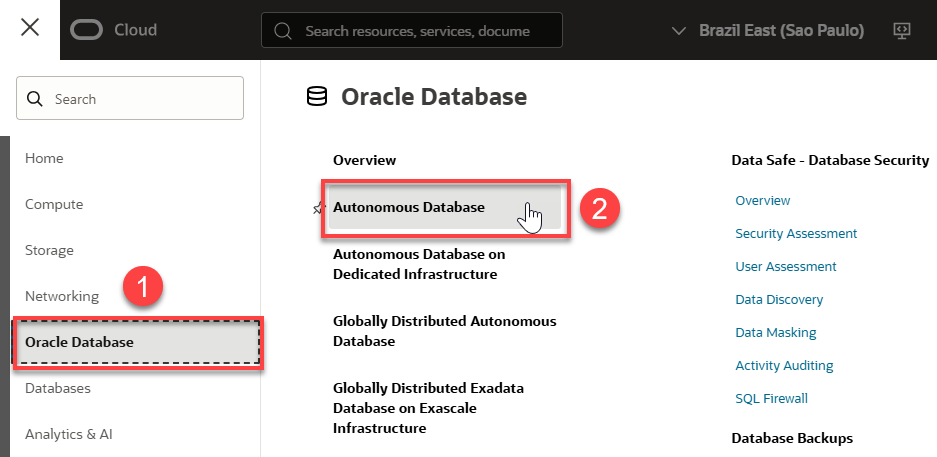 Cloud
Search resources, services, docume
Brazil East (Sao Paulo)
Search
Home
Compute
Storage
Networking
1
Oracle Database
Databases
Analytics & AI
Oracle Database
Overview
Autonomous Database
2
Autonomous Database on
Dedicated Infrastructure
Globally Distributed Autonomous
Database
Globally Distributed Exadata
Database on Exascale
Infrastructure
Data Safe - Database Security
Overview
Security Assessment
User Assessment
Data Discovery
Data Masking
Activity Auditing
SQL Firewall
Database Backups